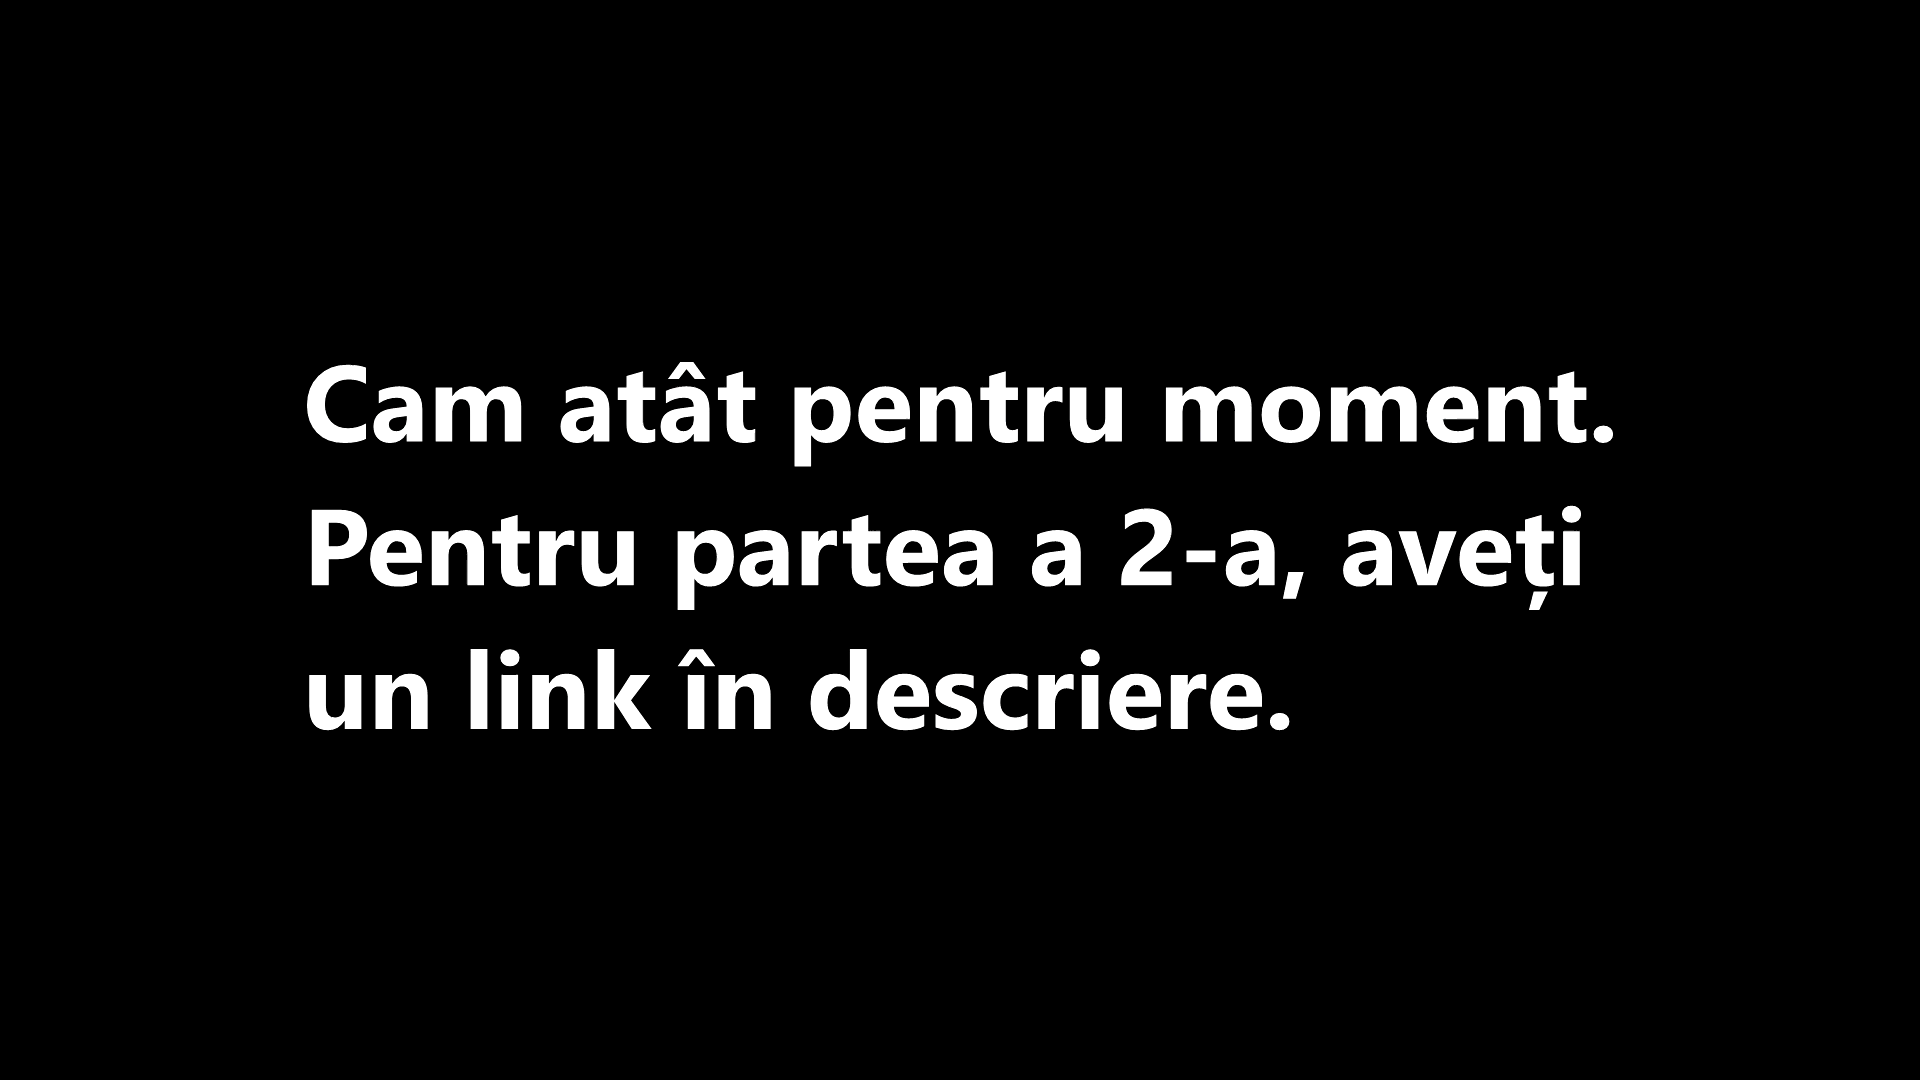 Cam atât pentru moment.
Pentru partea a 2-a, aveți
un link în descriere.